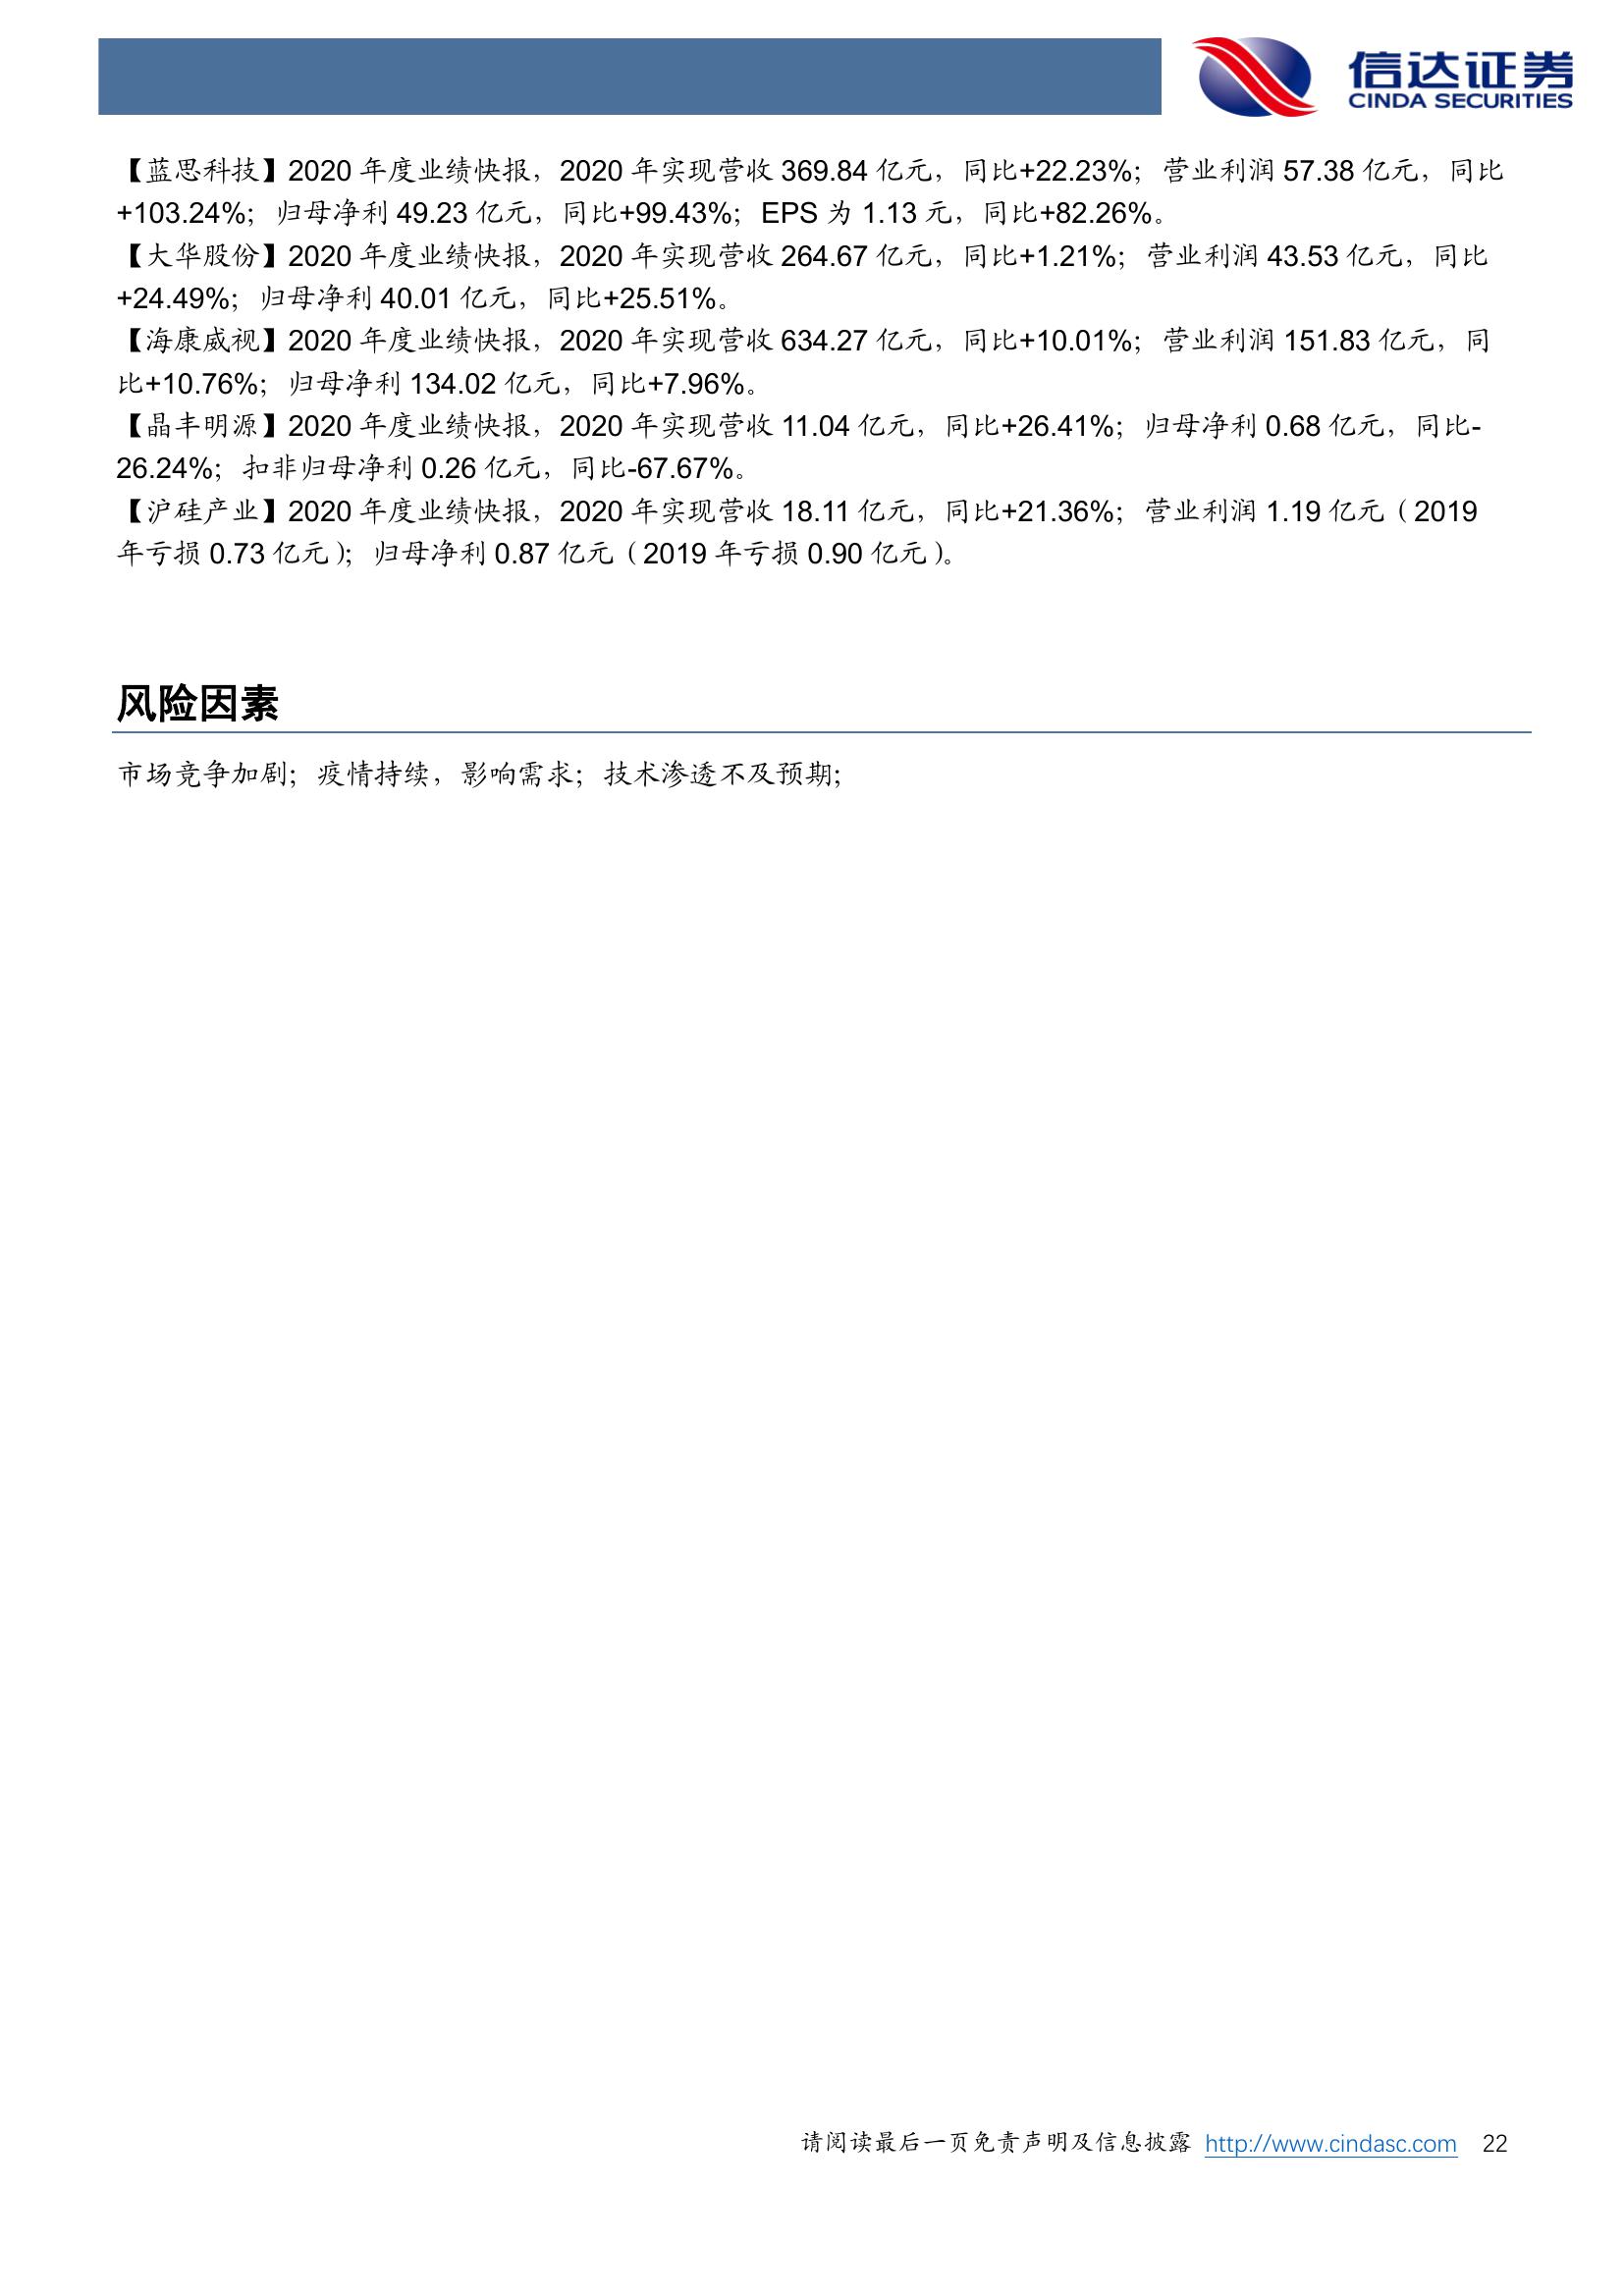 信达证券
CINDA SECURITIES
【蓝思科技】2020 年度业绩快报，2020 年实现营收 369.84 亿元，同比+22.23%；营业利润 57.38 亿元，同比
+103.24%；归母净利 49.23 亿元，同比+99.43%；EPS 为 1.13 元，同比+82.26%。
【大华股份】2020 年度业绩快报，2020 年实现营收 264.67 亿元，同比+1.21%；营业利润 43.53 亿元，同比
+24.49%；归母净利 40.01 亿元，同比+25.51%。
【海康威视】2020 年度业绩快报，2020 年实现营收 634.27 亿元，同比+10.01%；营业利润 151.83 亿元，同
比+10.76%；归母净利 134.02 亿元，同比+7.96%。
【晶丰明源】2020 年度业绩快报，2020 年实现营收 11.04 亿元，同比+26.41%；归母净利 0.68 亿元，同比-
26.24%；扣非归母净利 0.26 亿元，同比-67.67%。
【沪硅产业】2020 年度业绩快报，2020 年实现营收 18.11 亿元，同比+21.36%；营业利润 1.19 亿元（2019
年亏损 0.73 亿元）；归母净利 0.87 亿元（2019 年亏损 0.90 亿元）。
风险因素
市场竞争加剧；疫情持续，影响需求；技术渗透不及预期；
请阅读最后一页免责声明及信息披露 http://www.cindasc.com 22